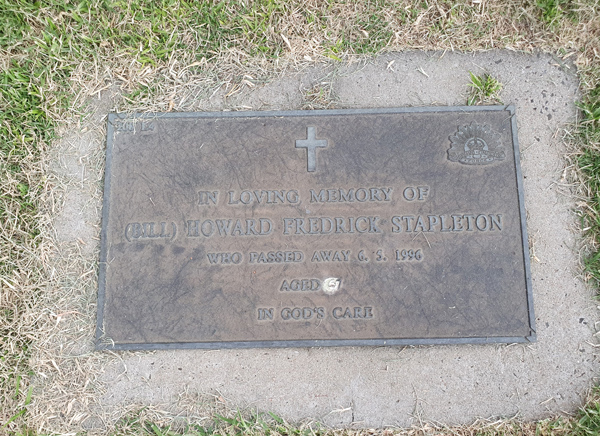 IN LOVING MEMORY OF
(BILL) HOWARD FREDRICK STAPLETON
WHO PASSED AWAY 6. 5. 1996
AGED
IN GOD'S CARE